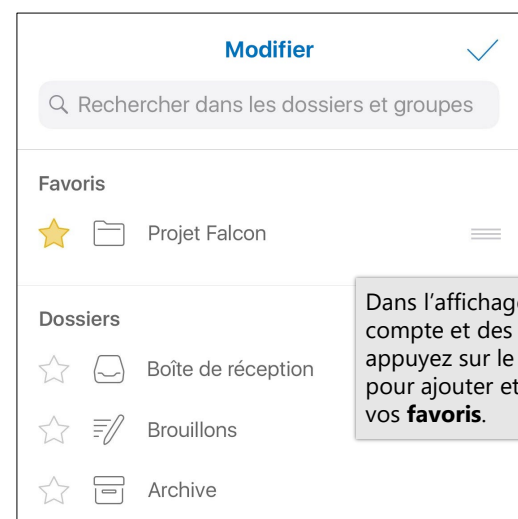 Modifier
Rechercher dans les dossiers et groupes
Favoris
Projet Falcon
Dossiers
Boîte de réception
Brouillons
Archive
Dans l'affichage
compte et des
appuyez sur le
pour ajouter et
vos favoris.